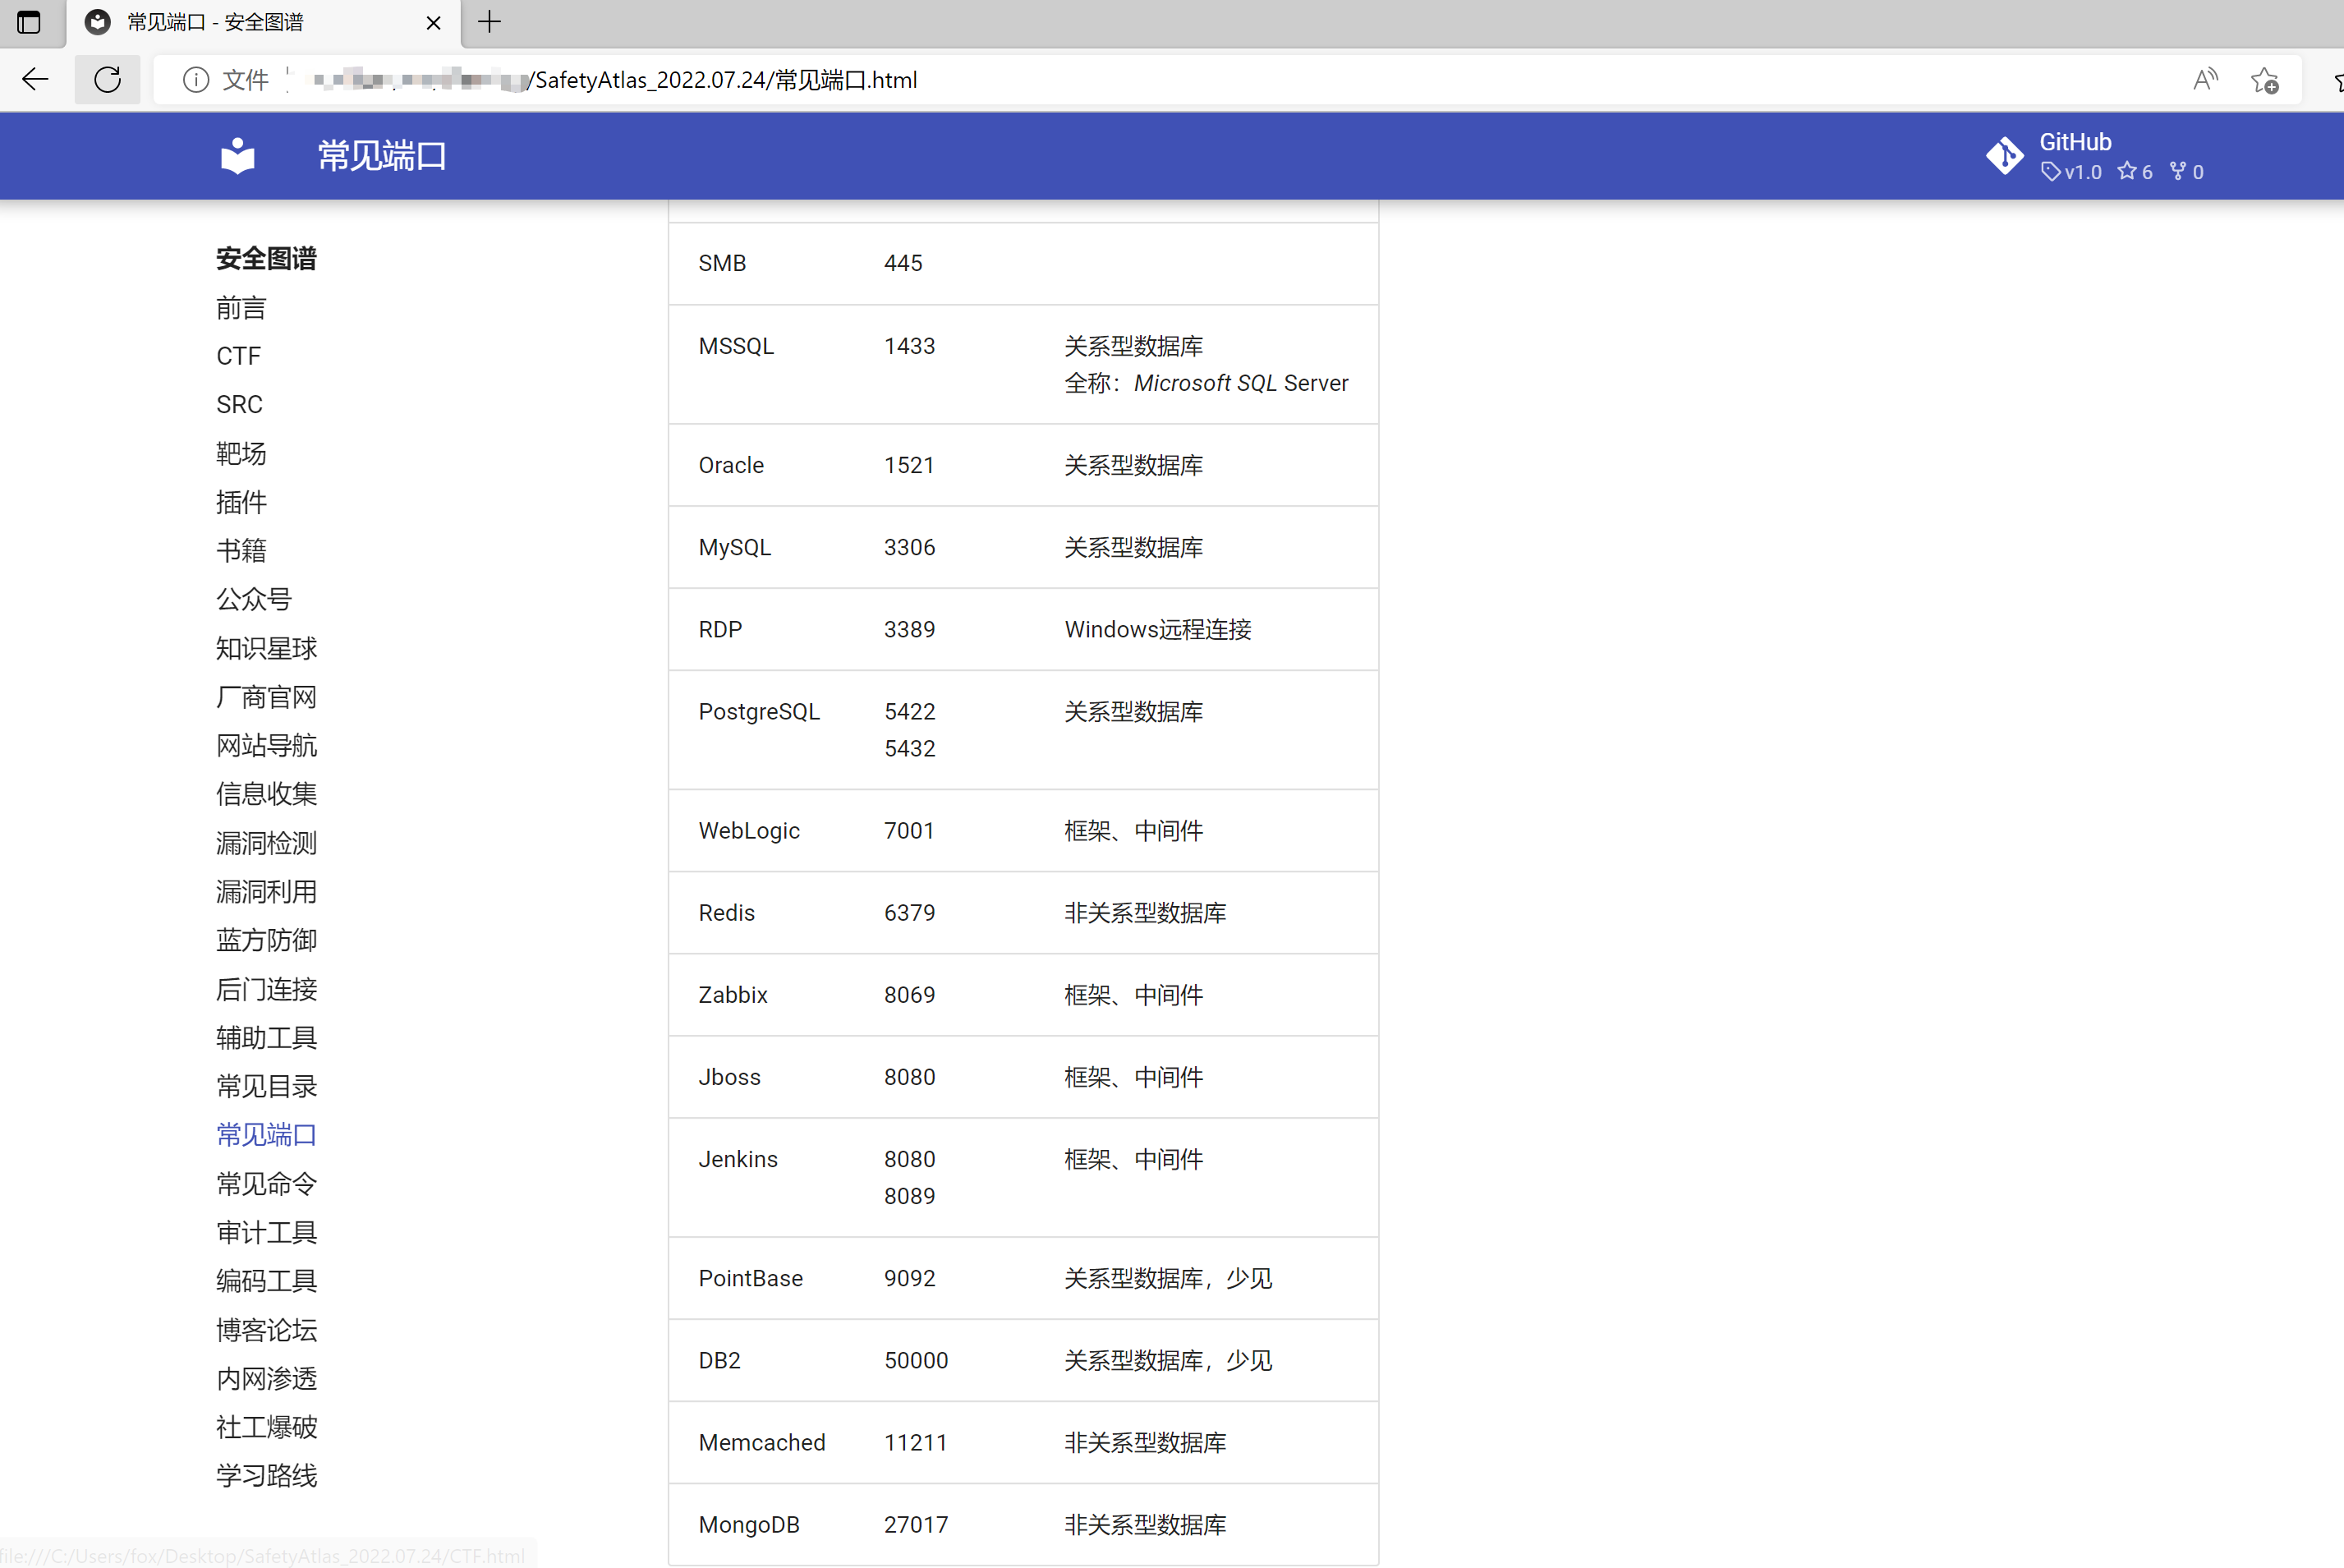 常见端口 - 安全图谱
文件
/SafetyAtlas_2022.07.24/常见端口.html
常见端口
GitHub
v1.0 6 0
安全图谱
前言
CTF
SRC
靶场
插件
书籍
公众号
知识星球
厂商官网
网站导航
信息收集
漏洞检测
漏洞利用
蓝方防御
后门连接
辅助工具
常见目录
常见端口
常见命令
审计工具
编码工具
博客论坛
内网渗透
社工爆破
学习路线
SMB 445
MSSQL 1433 关系型数据库
全称：Microsoft SQL Server
Oracle 1521 关系型数据库
MySQL 3306 关系型数据库
RDP 3389 Windows远程连接
PostgreSQL 5422 关系型数据库
5432
WebLogic 7001 框架、中间件
Redis 6379 非关系型数据库
Zabbix 8069 框架、中间件
Jboss 8080 框架、中间件
Jenkins 8080 框架、中间件
8089
PointBase 9092 关系型数据库，少见
DB2 50000 关系型数据库，少见
Memcached 11211 非关系型数据库
MongoDB 27017 非关系型数据库
file:///C:/Users/fox/Desktop/SafetyAtlas_2022.07.24/CTF.html